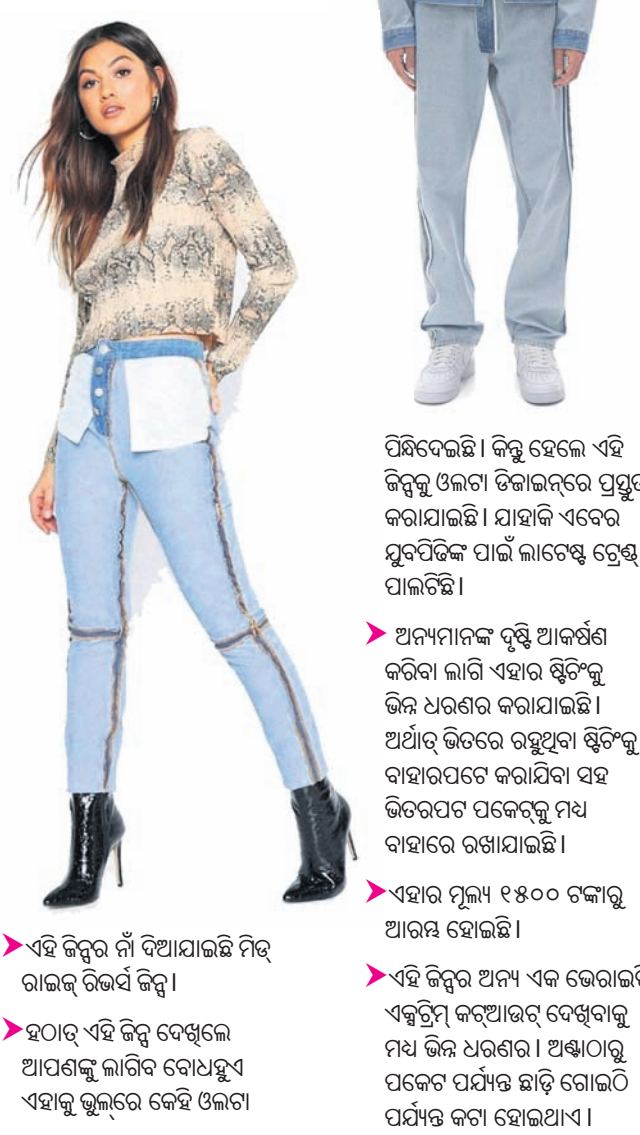 ➤ଏହି ଜିନ୍ସର ନାଁ ଦିଆଯାଇଛି ମିଡ୍
ରାଇଜ୍ ରିଭର୍ସ ଜିନ୍ସ।
➤ହଠାତ୍ ଏହି ଜିନ୍ସ ଦେଖିଲେ
ଆପଣଙ୍କୁ ଲାଗିବ ବୋଧହୁଏ
ଏହାକୁ ଭୁଲ୍‌ରେ କେହି ଓଲଟା
ପିନ୍ଧିଦେଇଛି। କିନ୍ତୁ ହେଲେ ଏହି
ଜିନ୍ସକୁ ଓଲଟା ଡିଜାଇନ୍‌ରେ
କରାଯାଇଛି। ଯାହାକି ଏବେର
ଯୁବପିଢିଙ୍କ ପାଇଁ ଲାଟେଷ୍ଟ ଟ୍ରେଣ୍ଡ୍
ପାଲଟିଛି।
➤ ଅନ୍ୟମାନଙ୍କ ଦୃଷ୍ଟି ଆକର୍ଷଣ
କରିବା ଲାଗି ଏହାର ଷ୍ଟିଚିଂକୁ
ଭିନ୍ନ ଧରଣର କରାଯାଇଛି।
ଅର୍ଥାତ୍ ଭିତରେ ରହୁଥିବା ଷ୍ଟିଚିଂକୁ
ବାହାରପଟେ କରାଯିବା ସହ
ଭିତରପଟ ପକେଟ୍‌କୁ ମଧ୍ୟ
ବାହାରେ ରଖାଯାଇଛି।
➤ଏହାର ମୂଲ୍ୟ ୧୫୦୦ ଟଙ୍କାରୁ
ଆରମ୍ଭ ହୋଇଛି।
➤ଏହି ଜିନ୍ସର ଅନ୍ୟ ଏକ
ଏକ୍ସଟ୍ରିମ୍ କଟ୍‌ଆଉଟ୍ ଦେଖିବାକୁ
ମଧ୍ୟ ଭିନ୍ନ ଧରଣର। ଅଣ୍ଟାଠାରୁ
ପକେଟ ପର୍ଯ୍ୟନ୍ତ ଛାଡ଼ି ଗୋଇଠି
ପର୍ଯ୍ୟନ୍ତ କଟା ହୋଇଥାଏ।